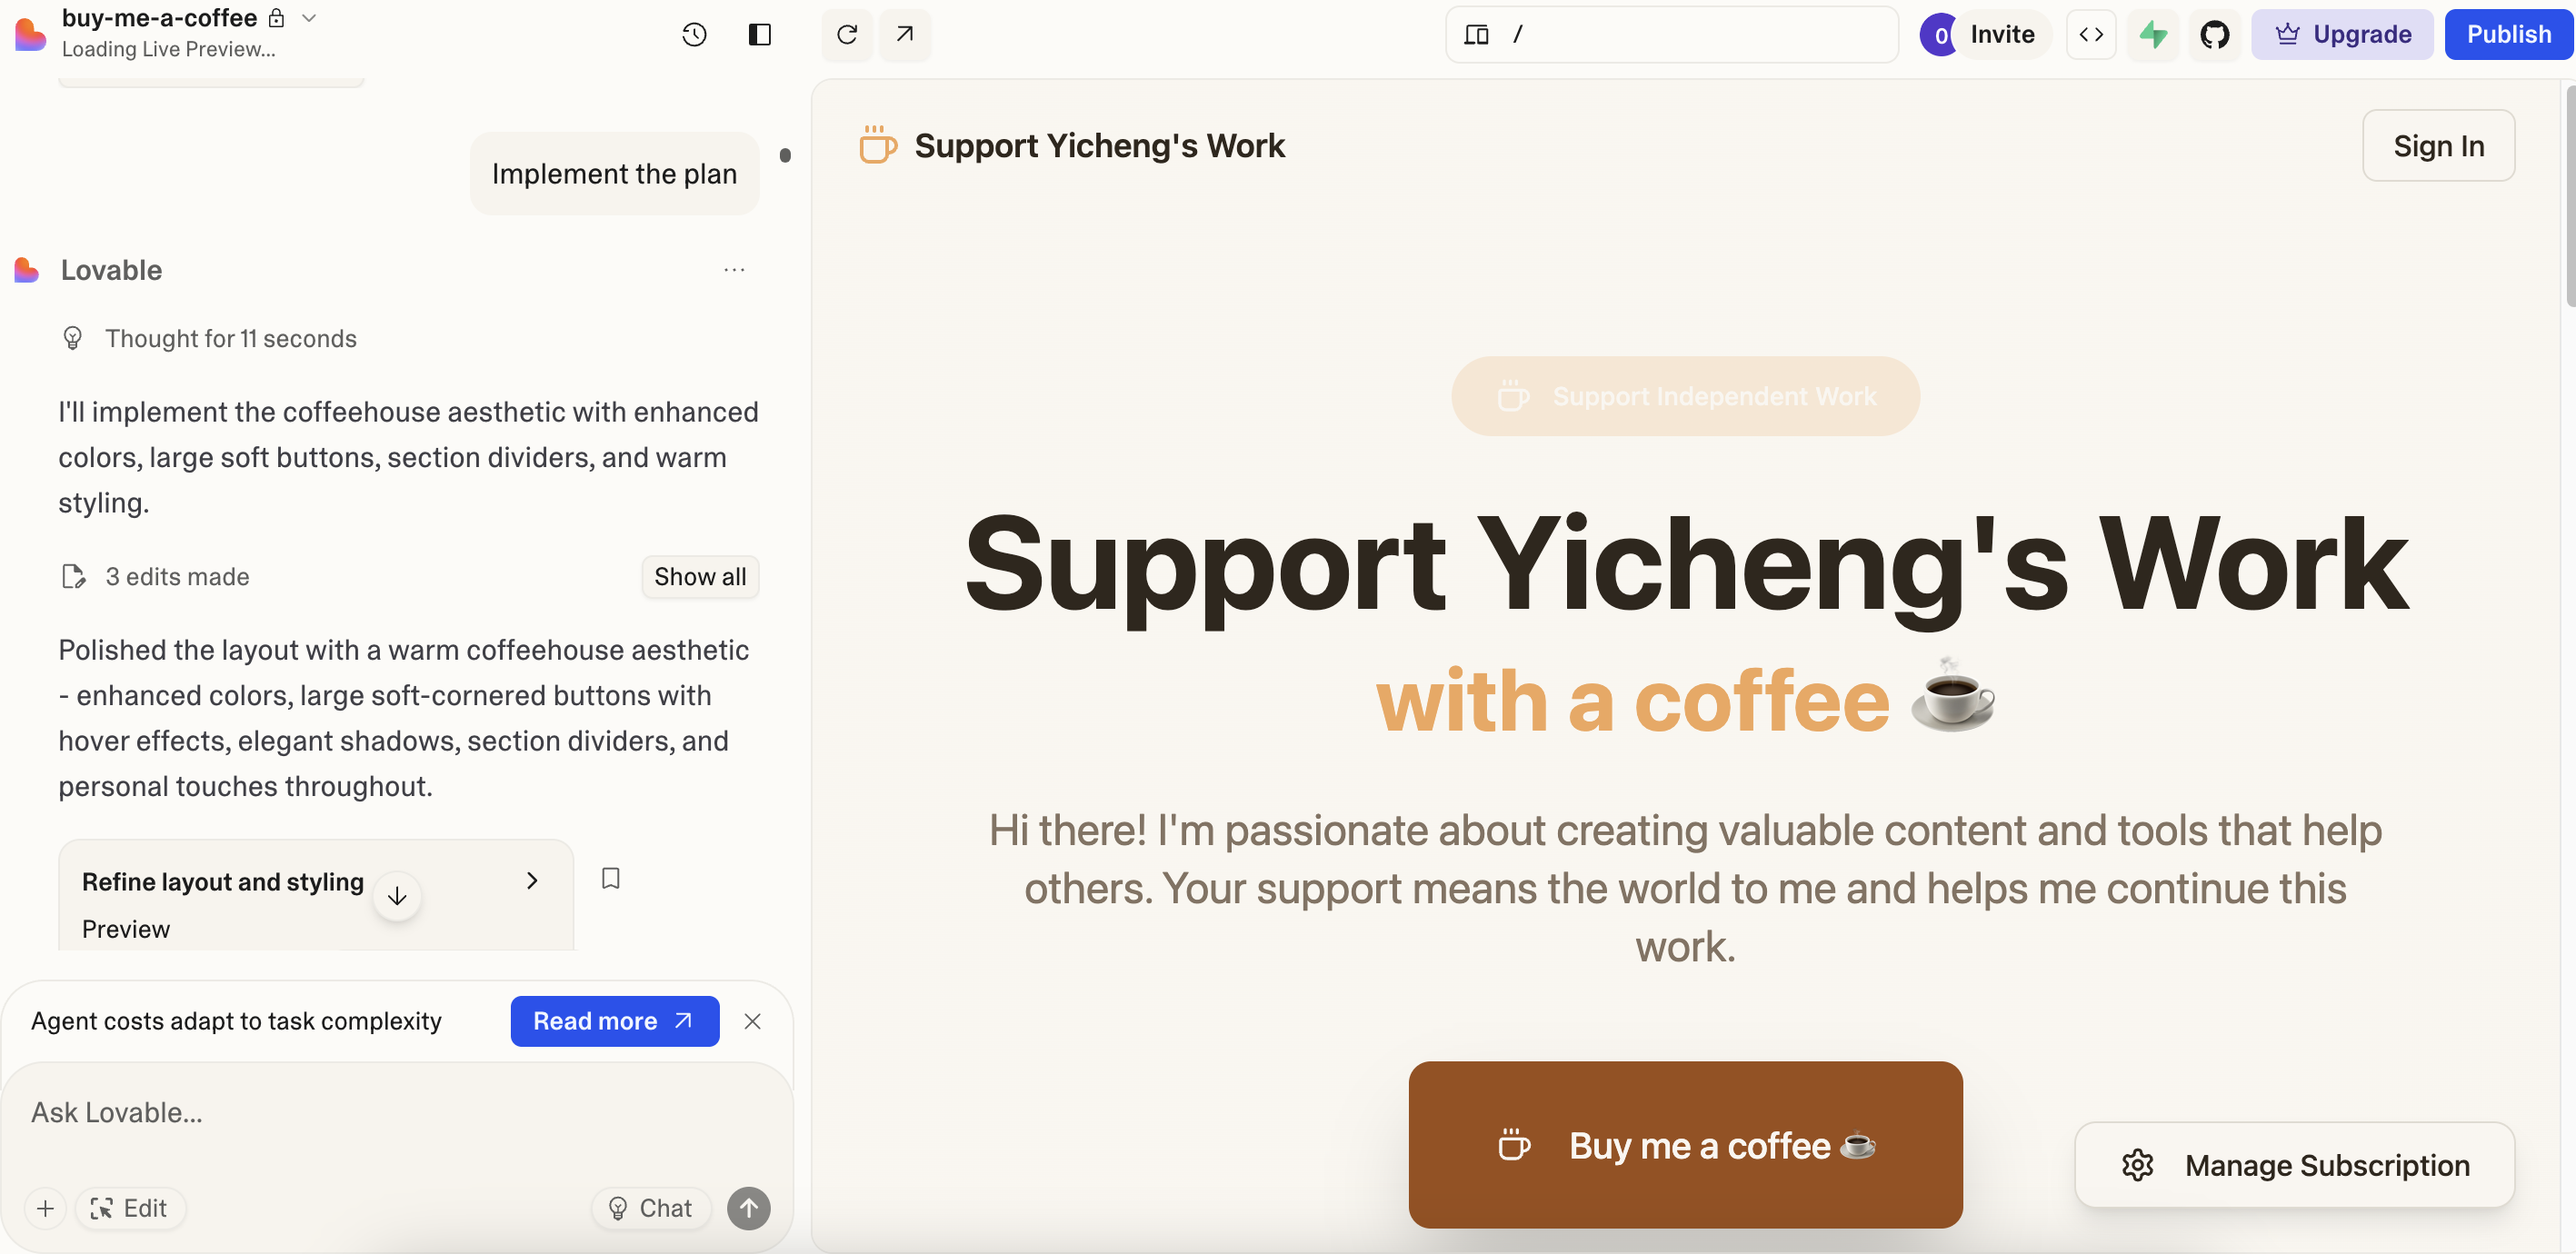 buy-me-a-coffee
Loading Live Preview...
/
0
Invite
Upgrade
Publish
Implement the plan
Lovable
Thought for 11 seconds
I'll implement the coffeehouse aesthetic with enhanced
colors, large soft buttons, section dividers, and warm
styling.
3 edits made
Show all
Polished the layout with a warm coffeehouse aesthetic
- enhanced colors, large soft-cornered buttons with
hover effects, elegant shadows, section dividers, and
personal touches throughout.
Refine layout and styling
Preview
Agent costs adapt to task complexity
Read more
Ask Lovable...
Edit
Chat
Support Yicheng's Work
Sign In
Support Independent Work
Support Yicheng's Work
with a coffee ☕
Hi there! I'm passionate about creating valuable content and tools that help
others. Your support means the world to me and helps me continue this
work.
Buy me a coffee ☕
Manage Subscription